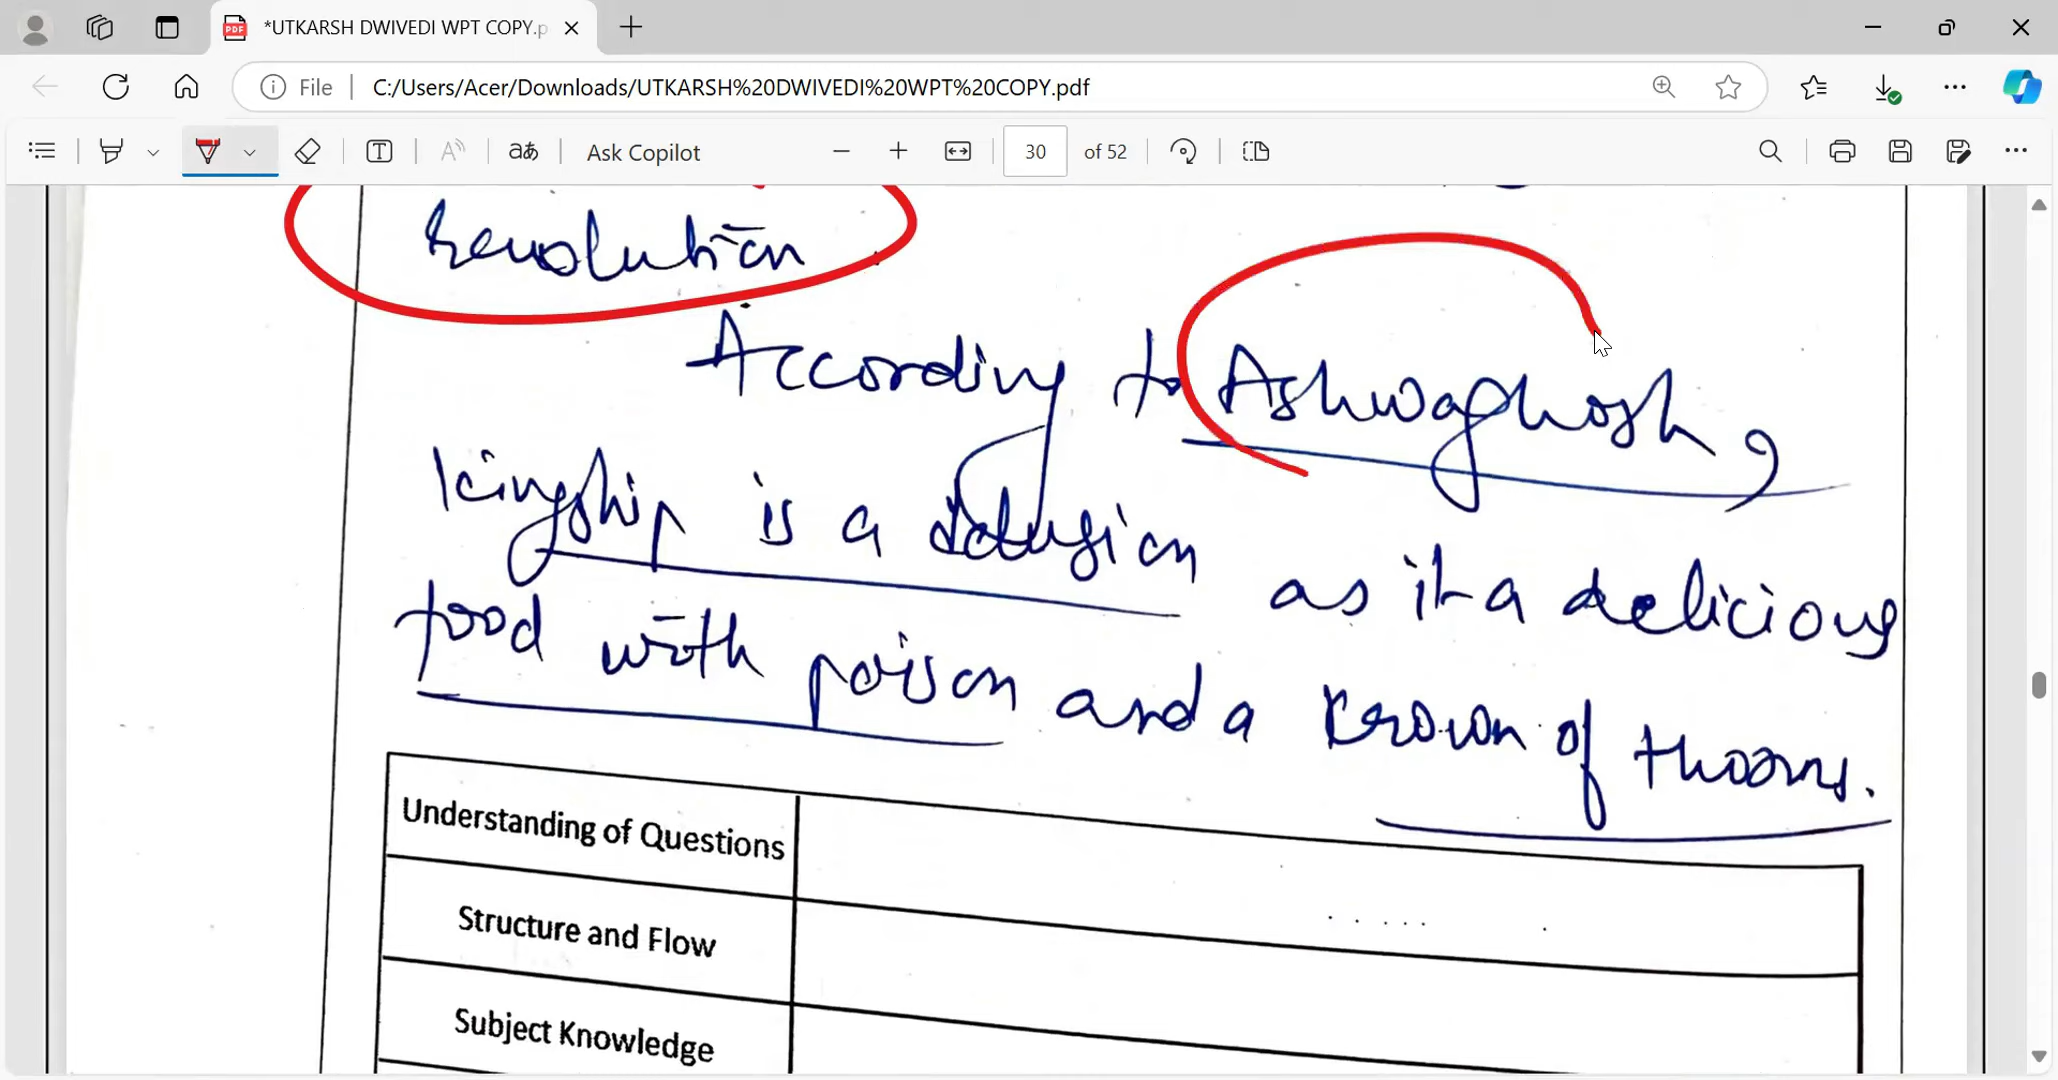 *UTKARSH DWIVEDI WPT COPY.p
File
C:/Users/Acer/Downloads/UTKARSH%20DWIVEDI%20WPT%20COPY.pdf
Ask Copilot
30 of 52
Revolution
According to Ashwaghosh,
kingship is a delusion as it a delicious
food with poison and a crown of thorns.
Understanding of Questions
Structure and Flow
Subject Knowledge